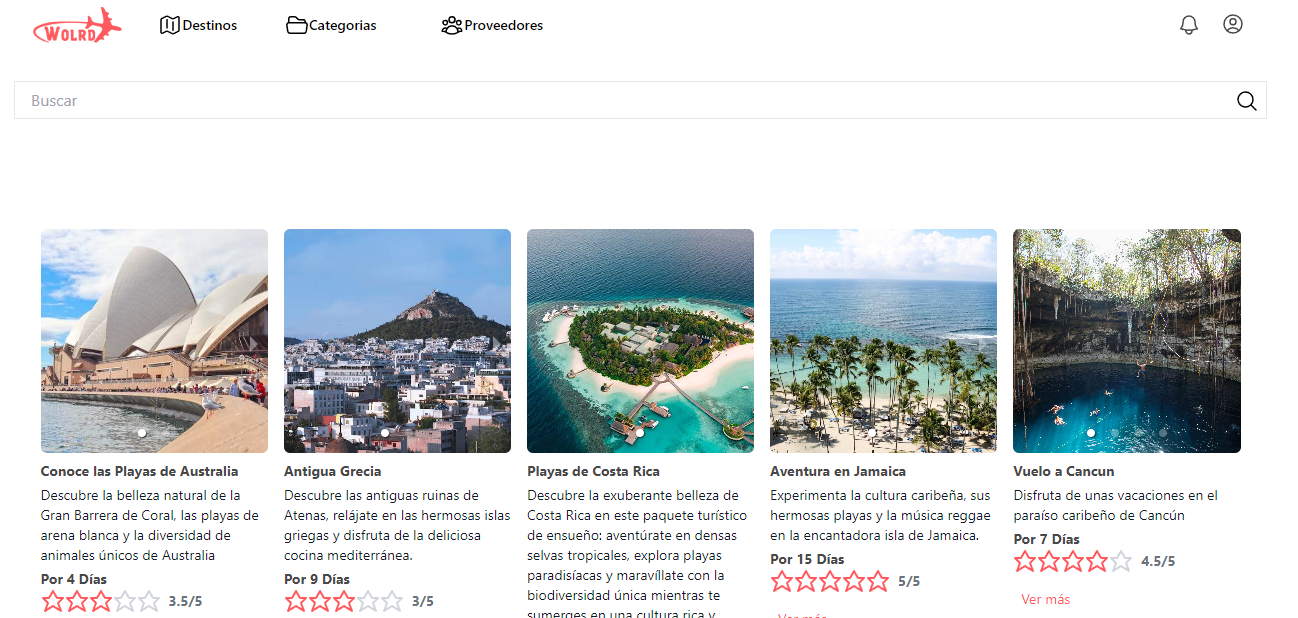 WOLRD
Destinos
Categorias
Proveedores
Buscar
Conoce las Playas de Australia
Descubre la belleza natural de la
Gran Barrera de Coral, las playas de
arena blanca y la diversidad de
animales únicos de Australia
Por 4 Días
3.5/5
Antigua Grecia
Descubre las antiguas ruinas de
Atenas, relájate en las hermosas islas
griegas y disfruta de la deliciosa
cocina mediterránea.
Por 9 Días
3/5
Playas de Costa Rica
Descubre la exuberante belleza de
Costa Rica en este paquete turístico
de ensueño: aventúrate en densas
selvas tropicales, explora playas
paradisíacas y maravíllate con la
biodiversidad única mientras te
sumerges en una cultura rica y
Aventura en Jamaica
Experimenta la cultura caribeña, sus
hermosas playas y la música reggae
en la encantadora isla de Jamaica.
Por 15 Días
5/5
Ver más
Vuelo a Cancun
Disfruta de unas vacaciones en el
paraíso caribeño de Cancún
Por 7 Días
4.5/5
Ver más